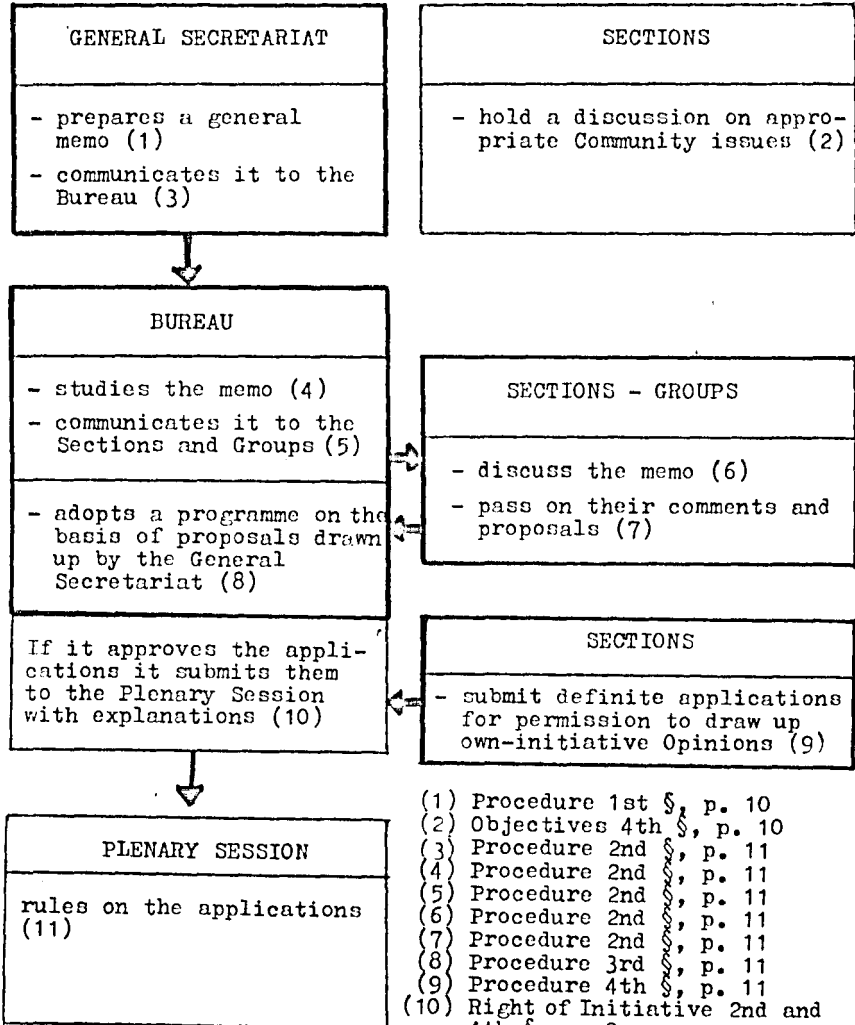 GENERAL SECRETARIAT
- prepares a general
memo (1)
- communicates it to the
Bureau (3)
SECTIONS
- hold a discussion on appro-
priate Community issues (2)
BUREAU
- studies the memo (4)
- communicates it to the
Sections and Groups (5)
- adopts a programme on the
basis of proposals drawn
up by the General
Secretariat (8)
SECTIONS - GROUPS
- discuss the memo (6)
- pass on their comments and
proposals (7)
If it approves the appli-
cations it submits them
to the Plenary Session
with explanations (10)
SECTIONS
- submit definite applications
for permission to draw up
own-initiative Opinions (9)
PLENARY SESSION
rules on the applications
(11)
(1) Procedure 1st §, p. 10
(2) Objectives 4th §, p. 10
(3) Procedure 2nd §, p. 11
(4) Procedure 2nd §, p. 11
(5) Procedure 2nd §, p. 11
(6) Procedure 2nd §, p. 11
(7) Procedure 2nd §, p. 11
(8) Procedure 3rd §, p. 11
(9) Procedure 4th §, p. 11
(10) Right of Initiative 2nd and